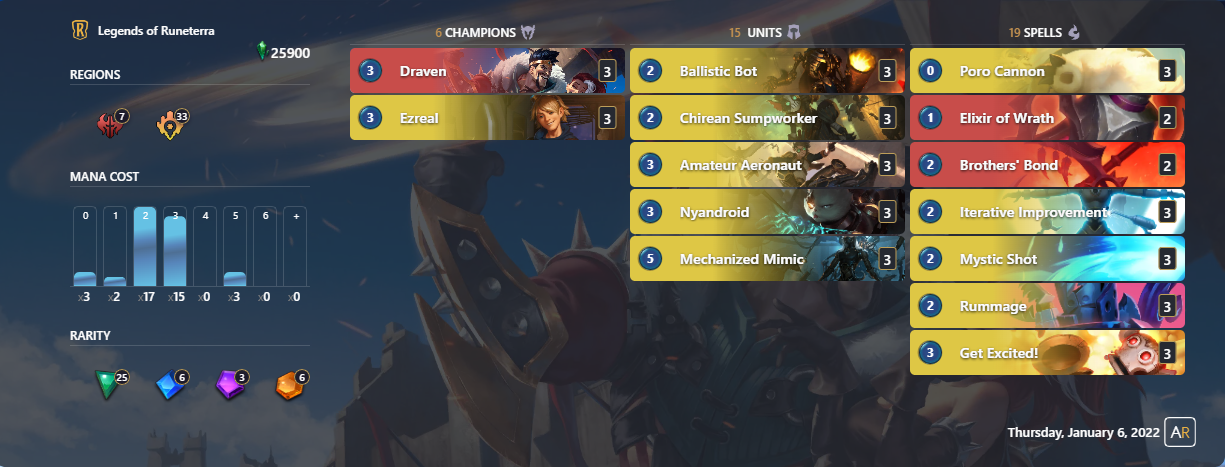 Legends of Runeterra
25900
REGIONS
7
33
MANA COST
0 1 2 3 4 5 6 +
x3 x2 x17 x15 x0 x3 x0 x0
RARITY
25 6 3 6
6 CHAMPIONS
3 Draven 3
3 Ezreal 3
15 UNITS
2 Ballistic Bot 3
2 Chirean Sumpworker 3
3 Amateur Aeronaut 3
3 Nyandroid 3
5 Mechanized Mimic 3
19 SPELLS
0 Poro Cannon 3
1 Elixir of Wrath 2
2 Brothers' Bond 2
2 Iterative Improvement 3
2 Mystic Shot 3
2 Rummage 3
3 Get Excited! 3
Thursday, January 6, 2022 AR